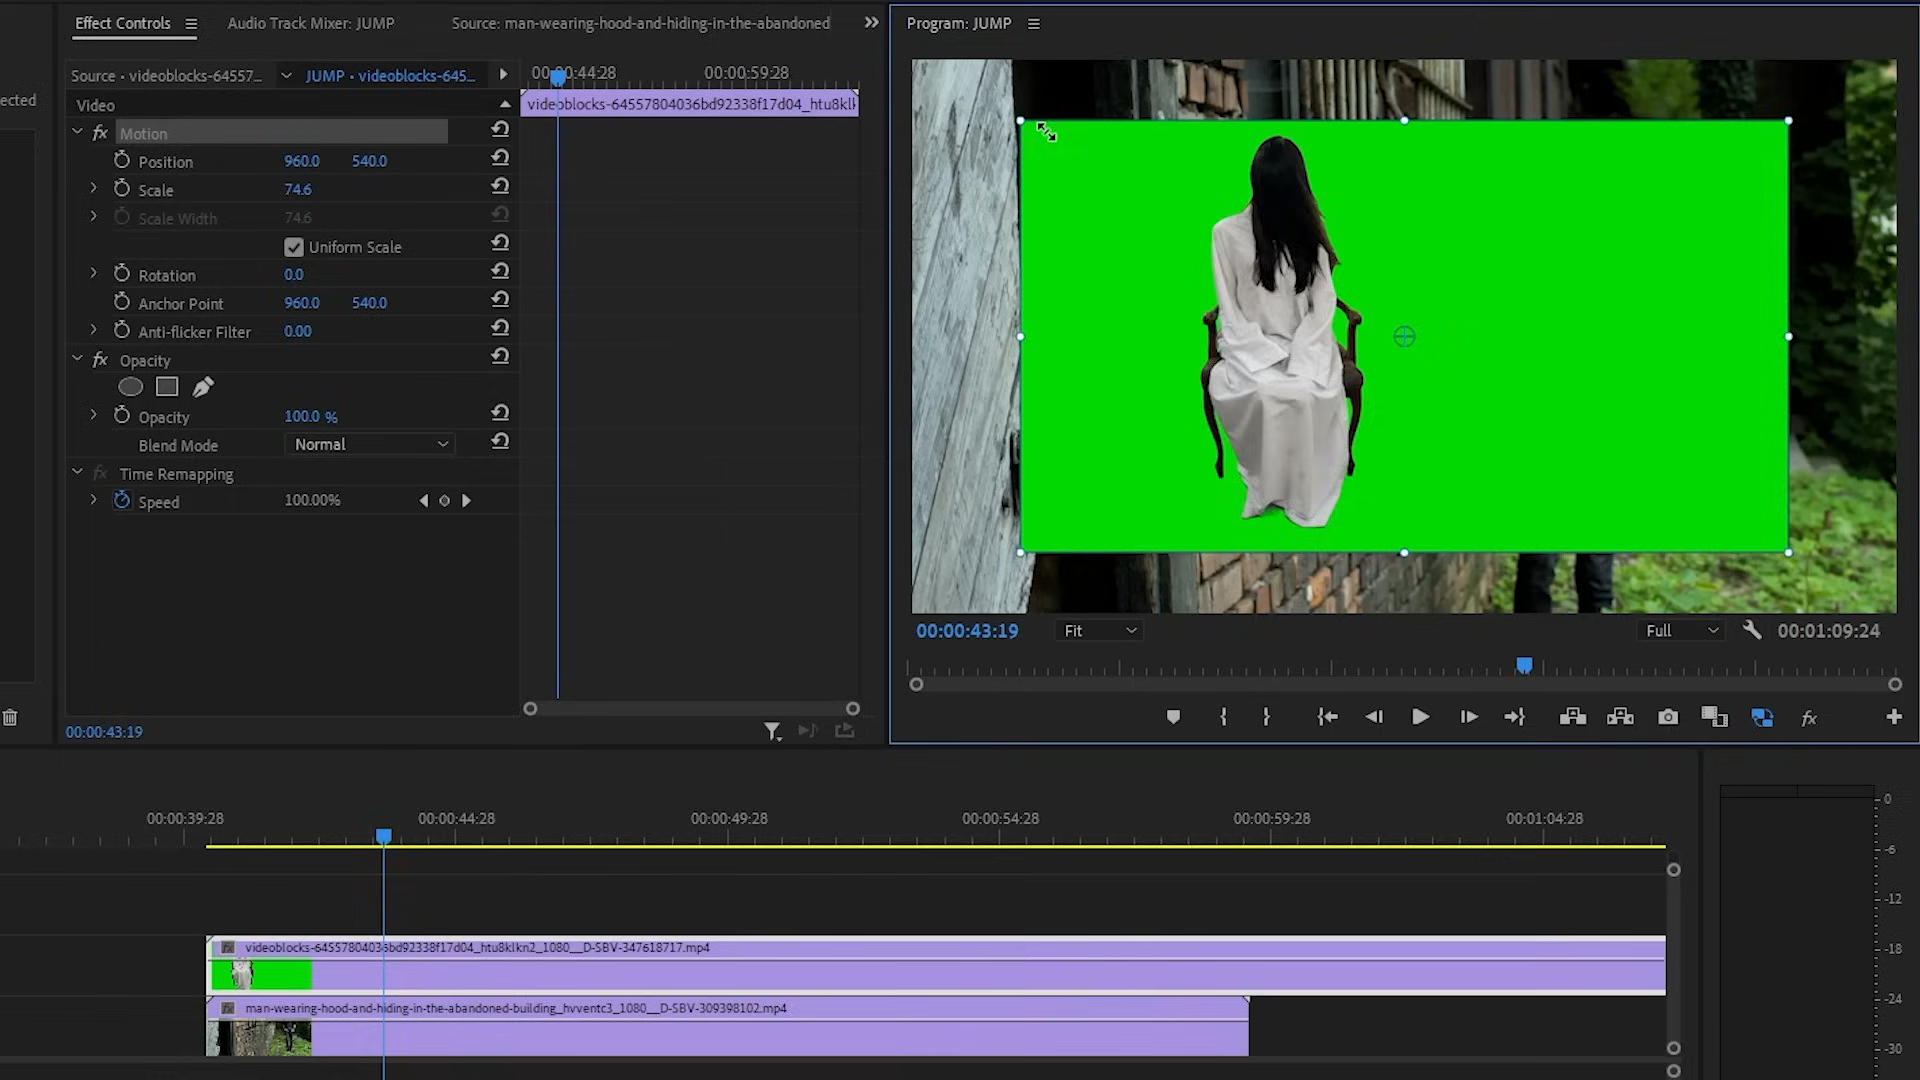 Effect Controls
Audio Track Mixer: JUMP
Source: man-wearing-hood-and-hiding-in-the-abandoned
Program: JUMP
Source • videoblocks-64557...
JUMP • videoblocks-645...
00:00:44:28
00:00:59:28
ected
Video
videoblocks-64557804036bd92338f17d04_htu8kl
fx Motion
Position 960.0 540.0
Scale 74.6
Scale Width 74.6
Uniform Scale
Rotation 0.0
Anchor Point 960.0 540.0
Anti-flicker Filter 0.00
fx Opacity
Opacity 100.0 %
Blend Mode Normal
fx Time Remapping
Speed 100.00%
00:00:43:19
Fit
Full
00:01:09:24
fx
00:00:43:19
00:00:39:28
00:00:44:28
00:00:49:28
00:00:54:28
00:00:59:28
00:01:04:28
0
-6
-12
-18
-24
-30
fx videoblocks-64557804036bd92338f17d04_htu8klkn2_1080__D-SBV-347618717.mp4
fx man-wearing-hood-and-hiding-in-the-abandoned-building_hvventc3_1080__D-SBV-309398102.mp4